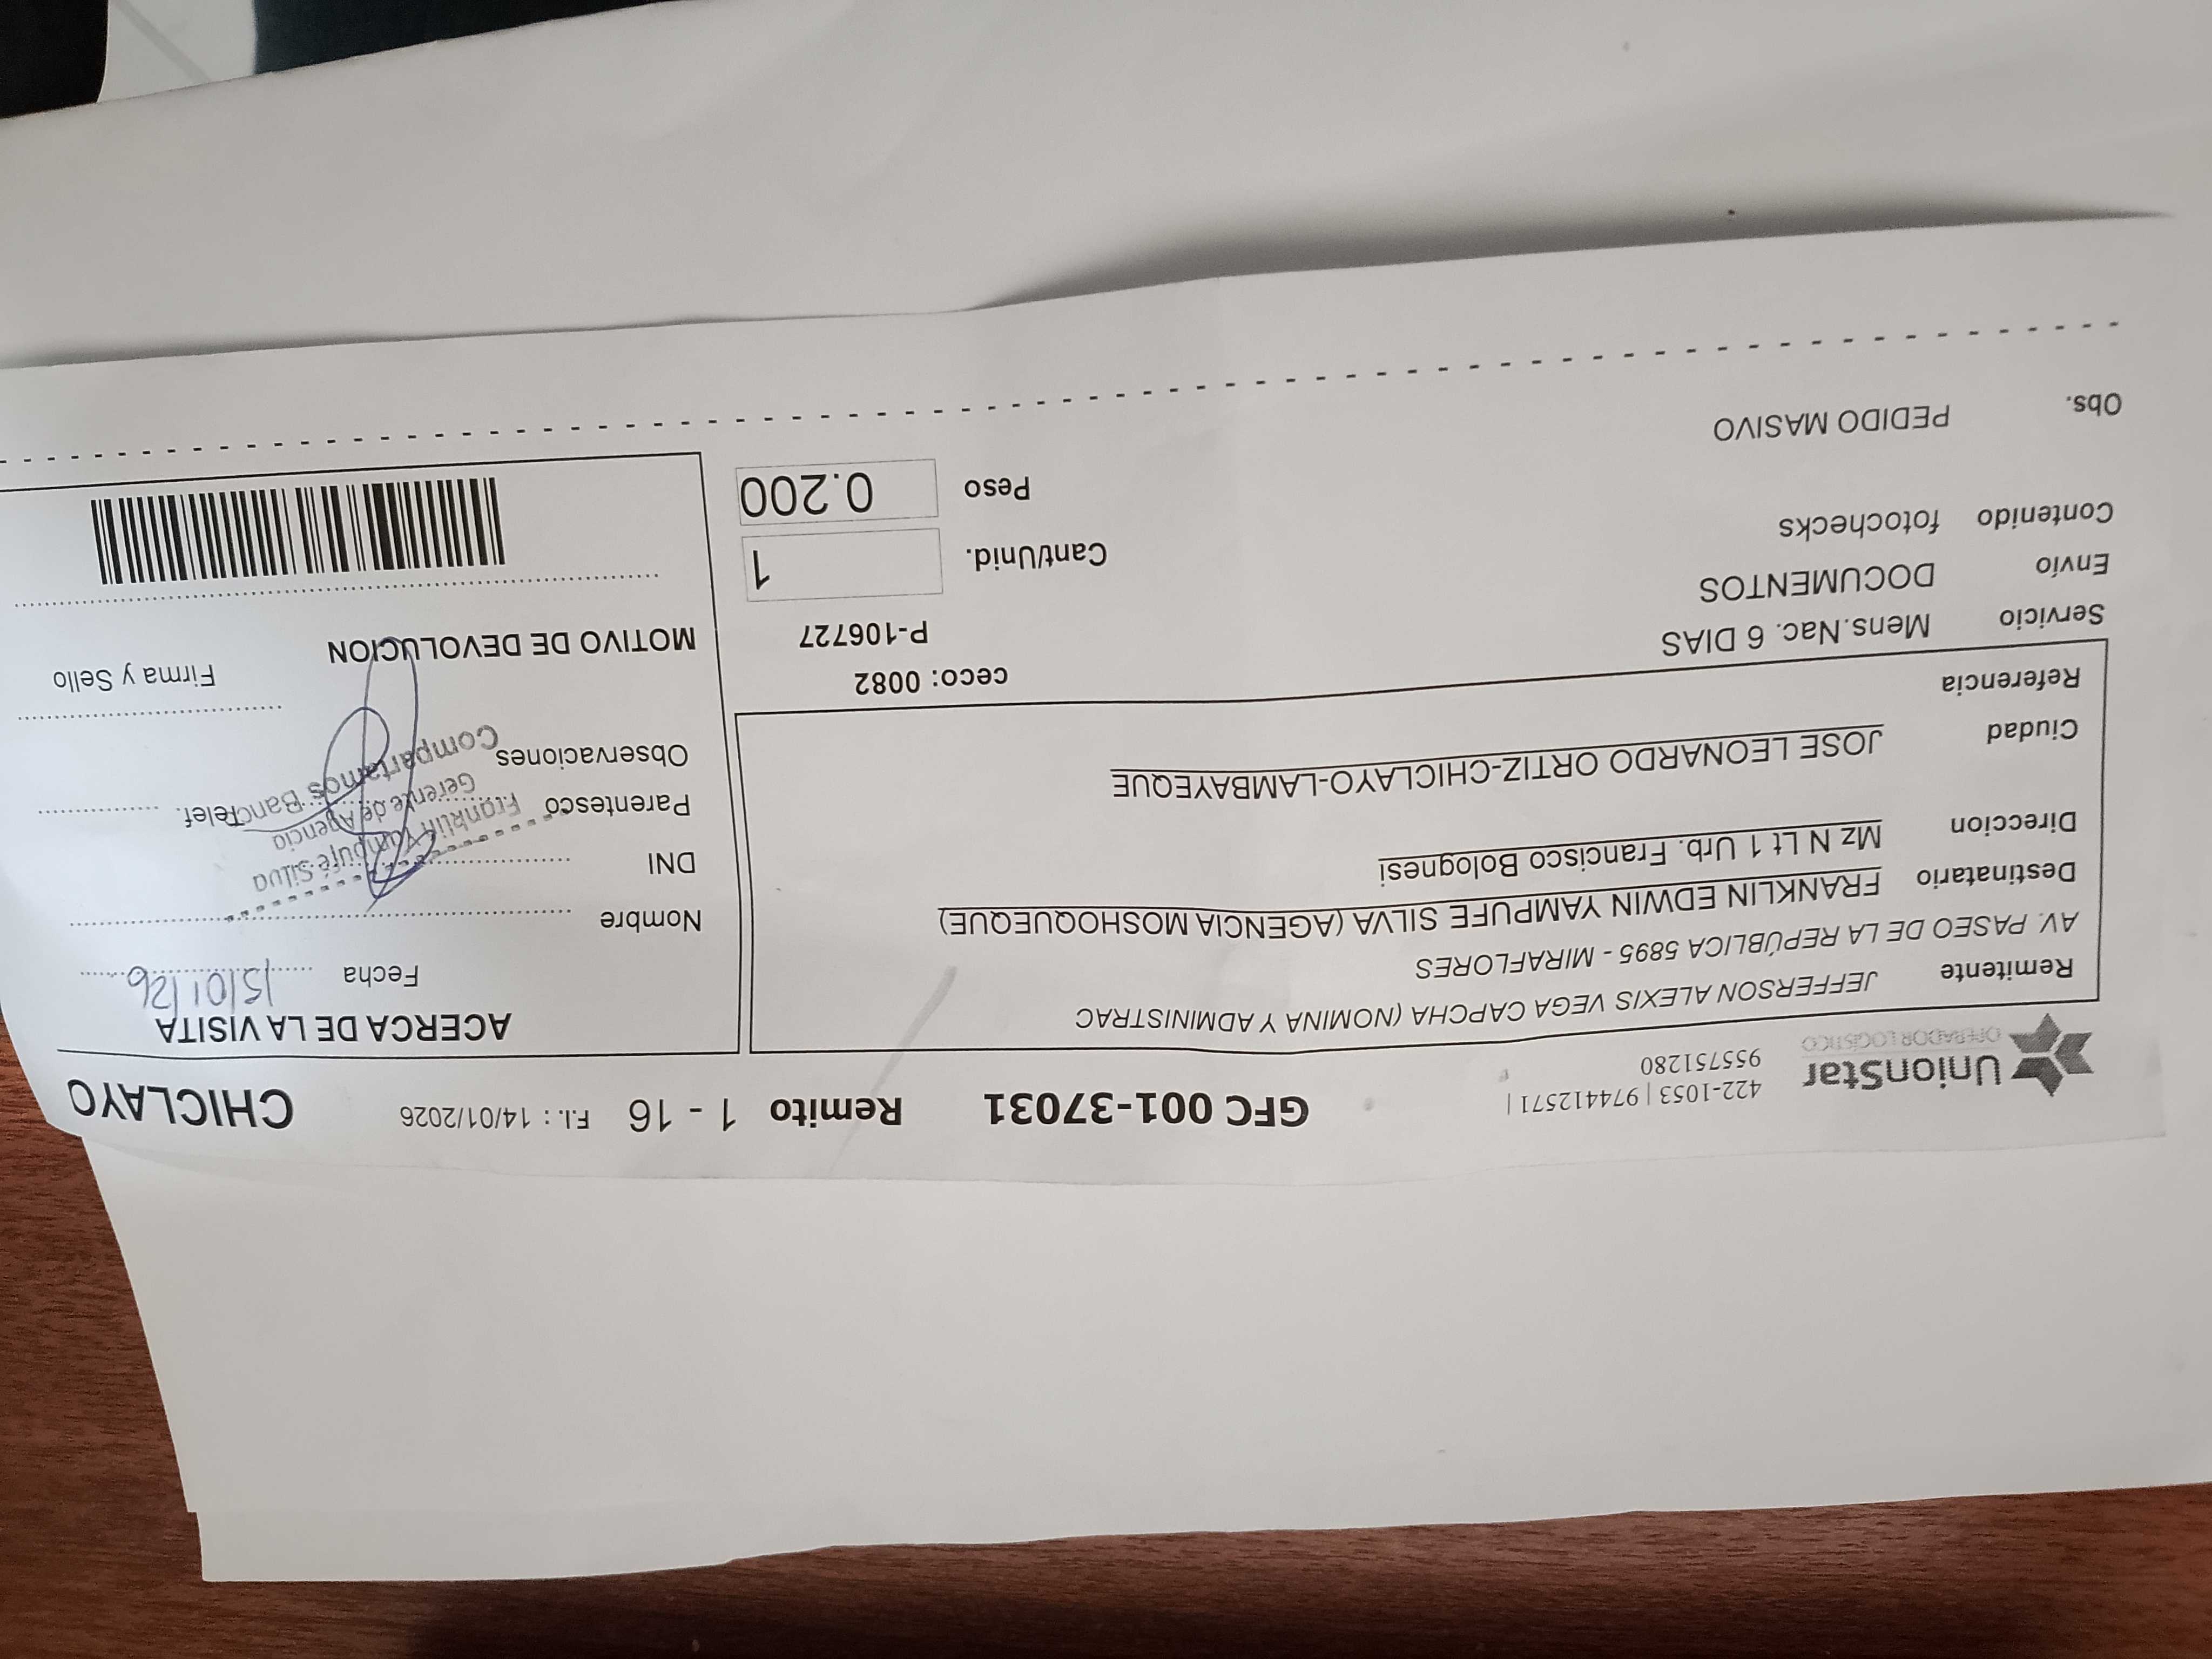 UnionStar
OPERADOR LOGÍSTICO
422-1053 | 974412571 |
955751280
GFC 001-37031
Remito 1 - 16
F.I. : 14/01/2026
CHICLAYO
Remitente JEFFERSON ALEXIS VEGA CAPCHA (NOMINA Y ADMINISTRAC
AV. PASEO DE LA REPÚBLICA 5895 - MIRAFLORES
Destinatario FRANKLIN EDWIN YAMPUFE SILVA (AGENCIA MOSHOQUEQUE)
Direccion Mz N Lt 1 Urb. Francisco Bolognesi
Ciudad JOSE LEONARDO ORTIZ-CHICLAYO-LAMBAYEQUE
Referencia
ceco: 0082
Servicio Mens.Nac. 6 DIAS
P-106727
Envío DOCUMENTOS
Cant/Unid. 1
Contenido fotochecks
Peso 0.200
Obs. PEDIDO MASIVO
ACERCA DE LA VISITA
Fecha 15/01/26
Nombre
DNI
Parentesco
Telef.
Observaciones
Franklin Yampufé Silva
Gerente de Agencia
Compartamos Banco
Firma y Sello
MOTIVO DE DEVOLUCION